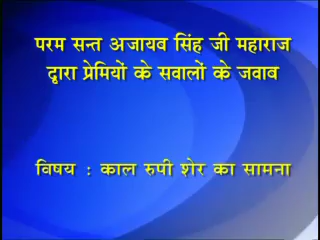 परम सन्त अजायब सिंह जी महाराज
द्वारा प्रेमियों के सवालों के जवाब
विषय : काल रुपी शेर का सामना